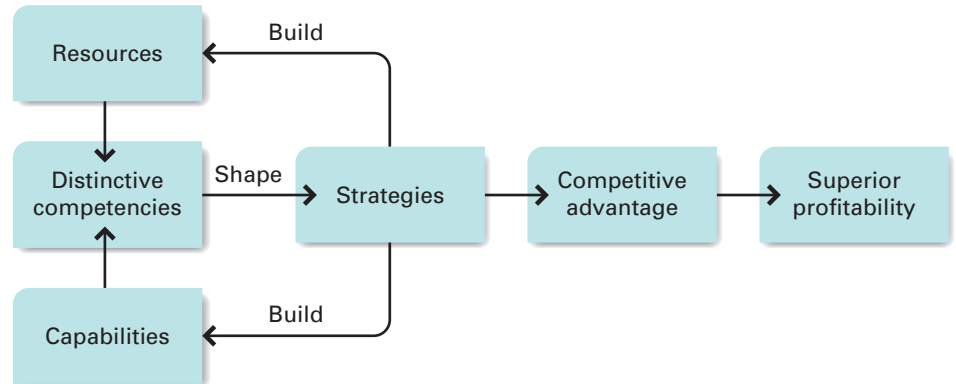 Build
Resources
Distinctive
competencies
Shape
Strategies
Competitive
advantage
Superior
profitability
Build
Capabilities